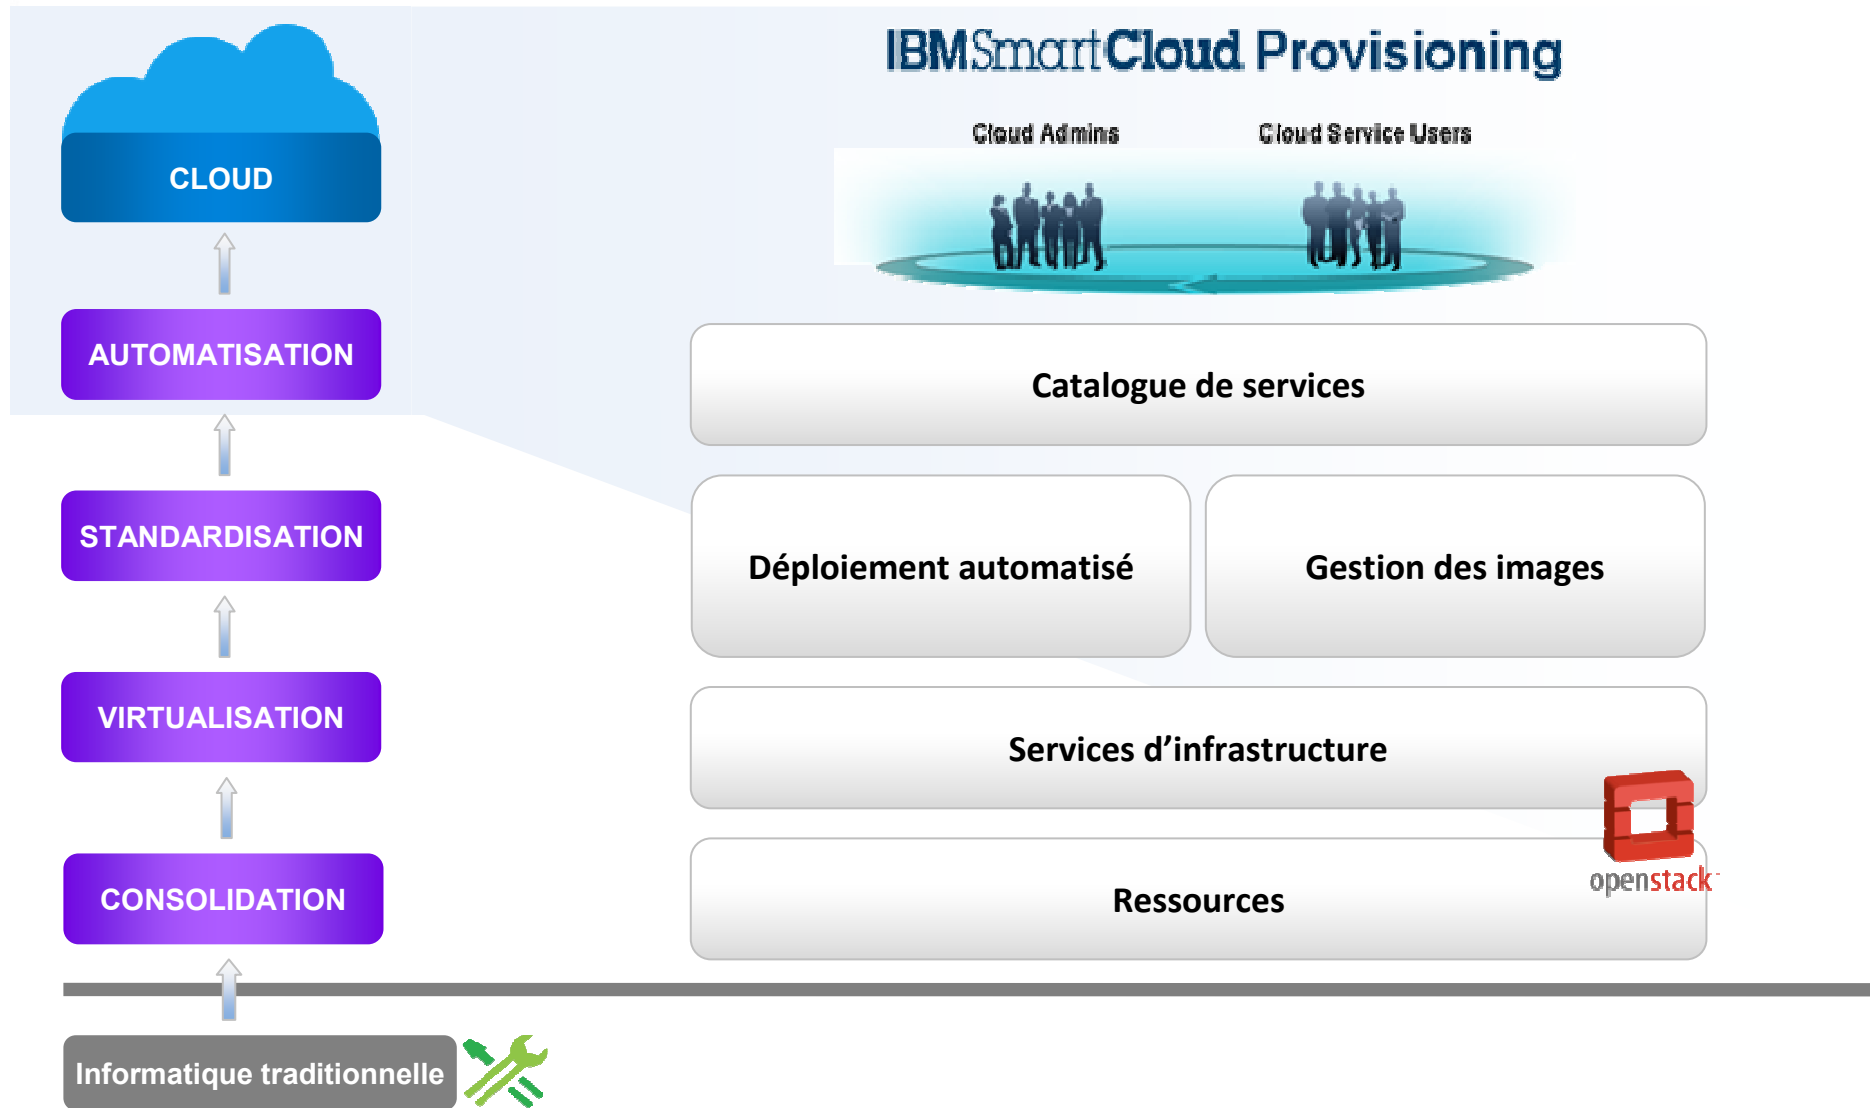 IBMSmartCloud Provisioning
Cloud Admins
Cloud Service Users
CLOUD
AUTOMATISATION
STANDARDISATION
VIRTUALISATION
CONSOLIDATION
Informatique traditionnelle
Catalogue de services
Déploiement automatisé
Gestion des images
Services d’infrastructure
Ressources
openstack